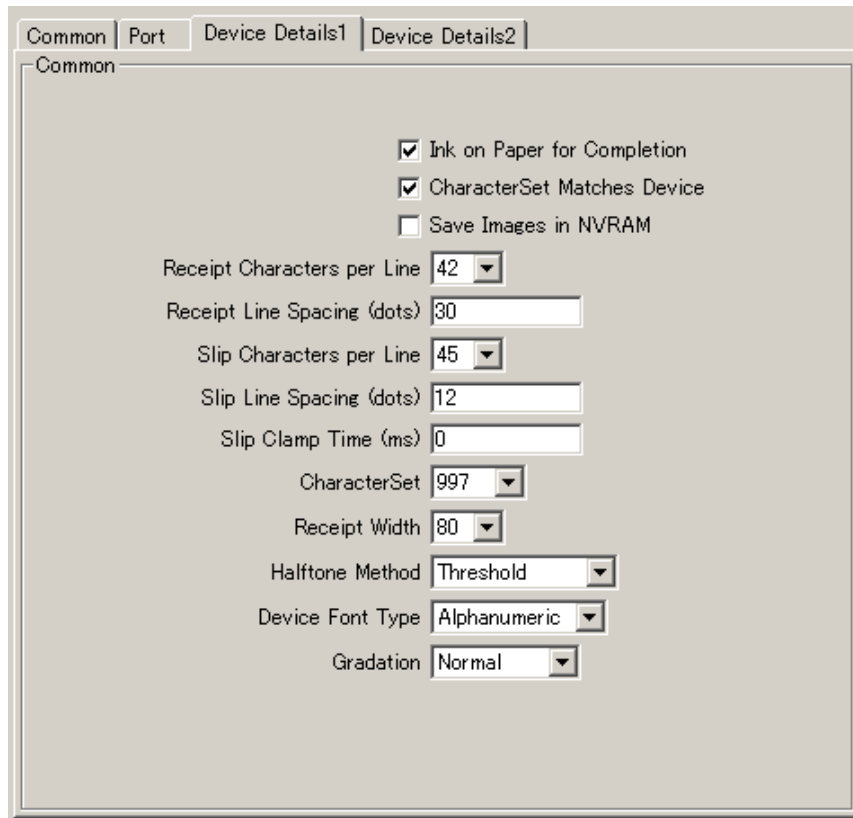 Common Port Device Details1 Device Details2
Common
Ink on Paper for Completion
CharacterSet Matches Device
Save Images in NVRAM
Receipt Characters per Line 42
Receipt Line Spacing (dots) 30
Slip Characters per Line 45
Slip Line Spacing (dots) 12
Slip Clamp Time (ms) 0
CharacterSet 997
Receipt Width 80
Halftone Method Threshold
Device Font Type Alphanumeric
Gradation Normal